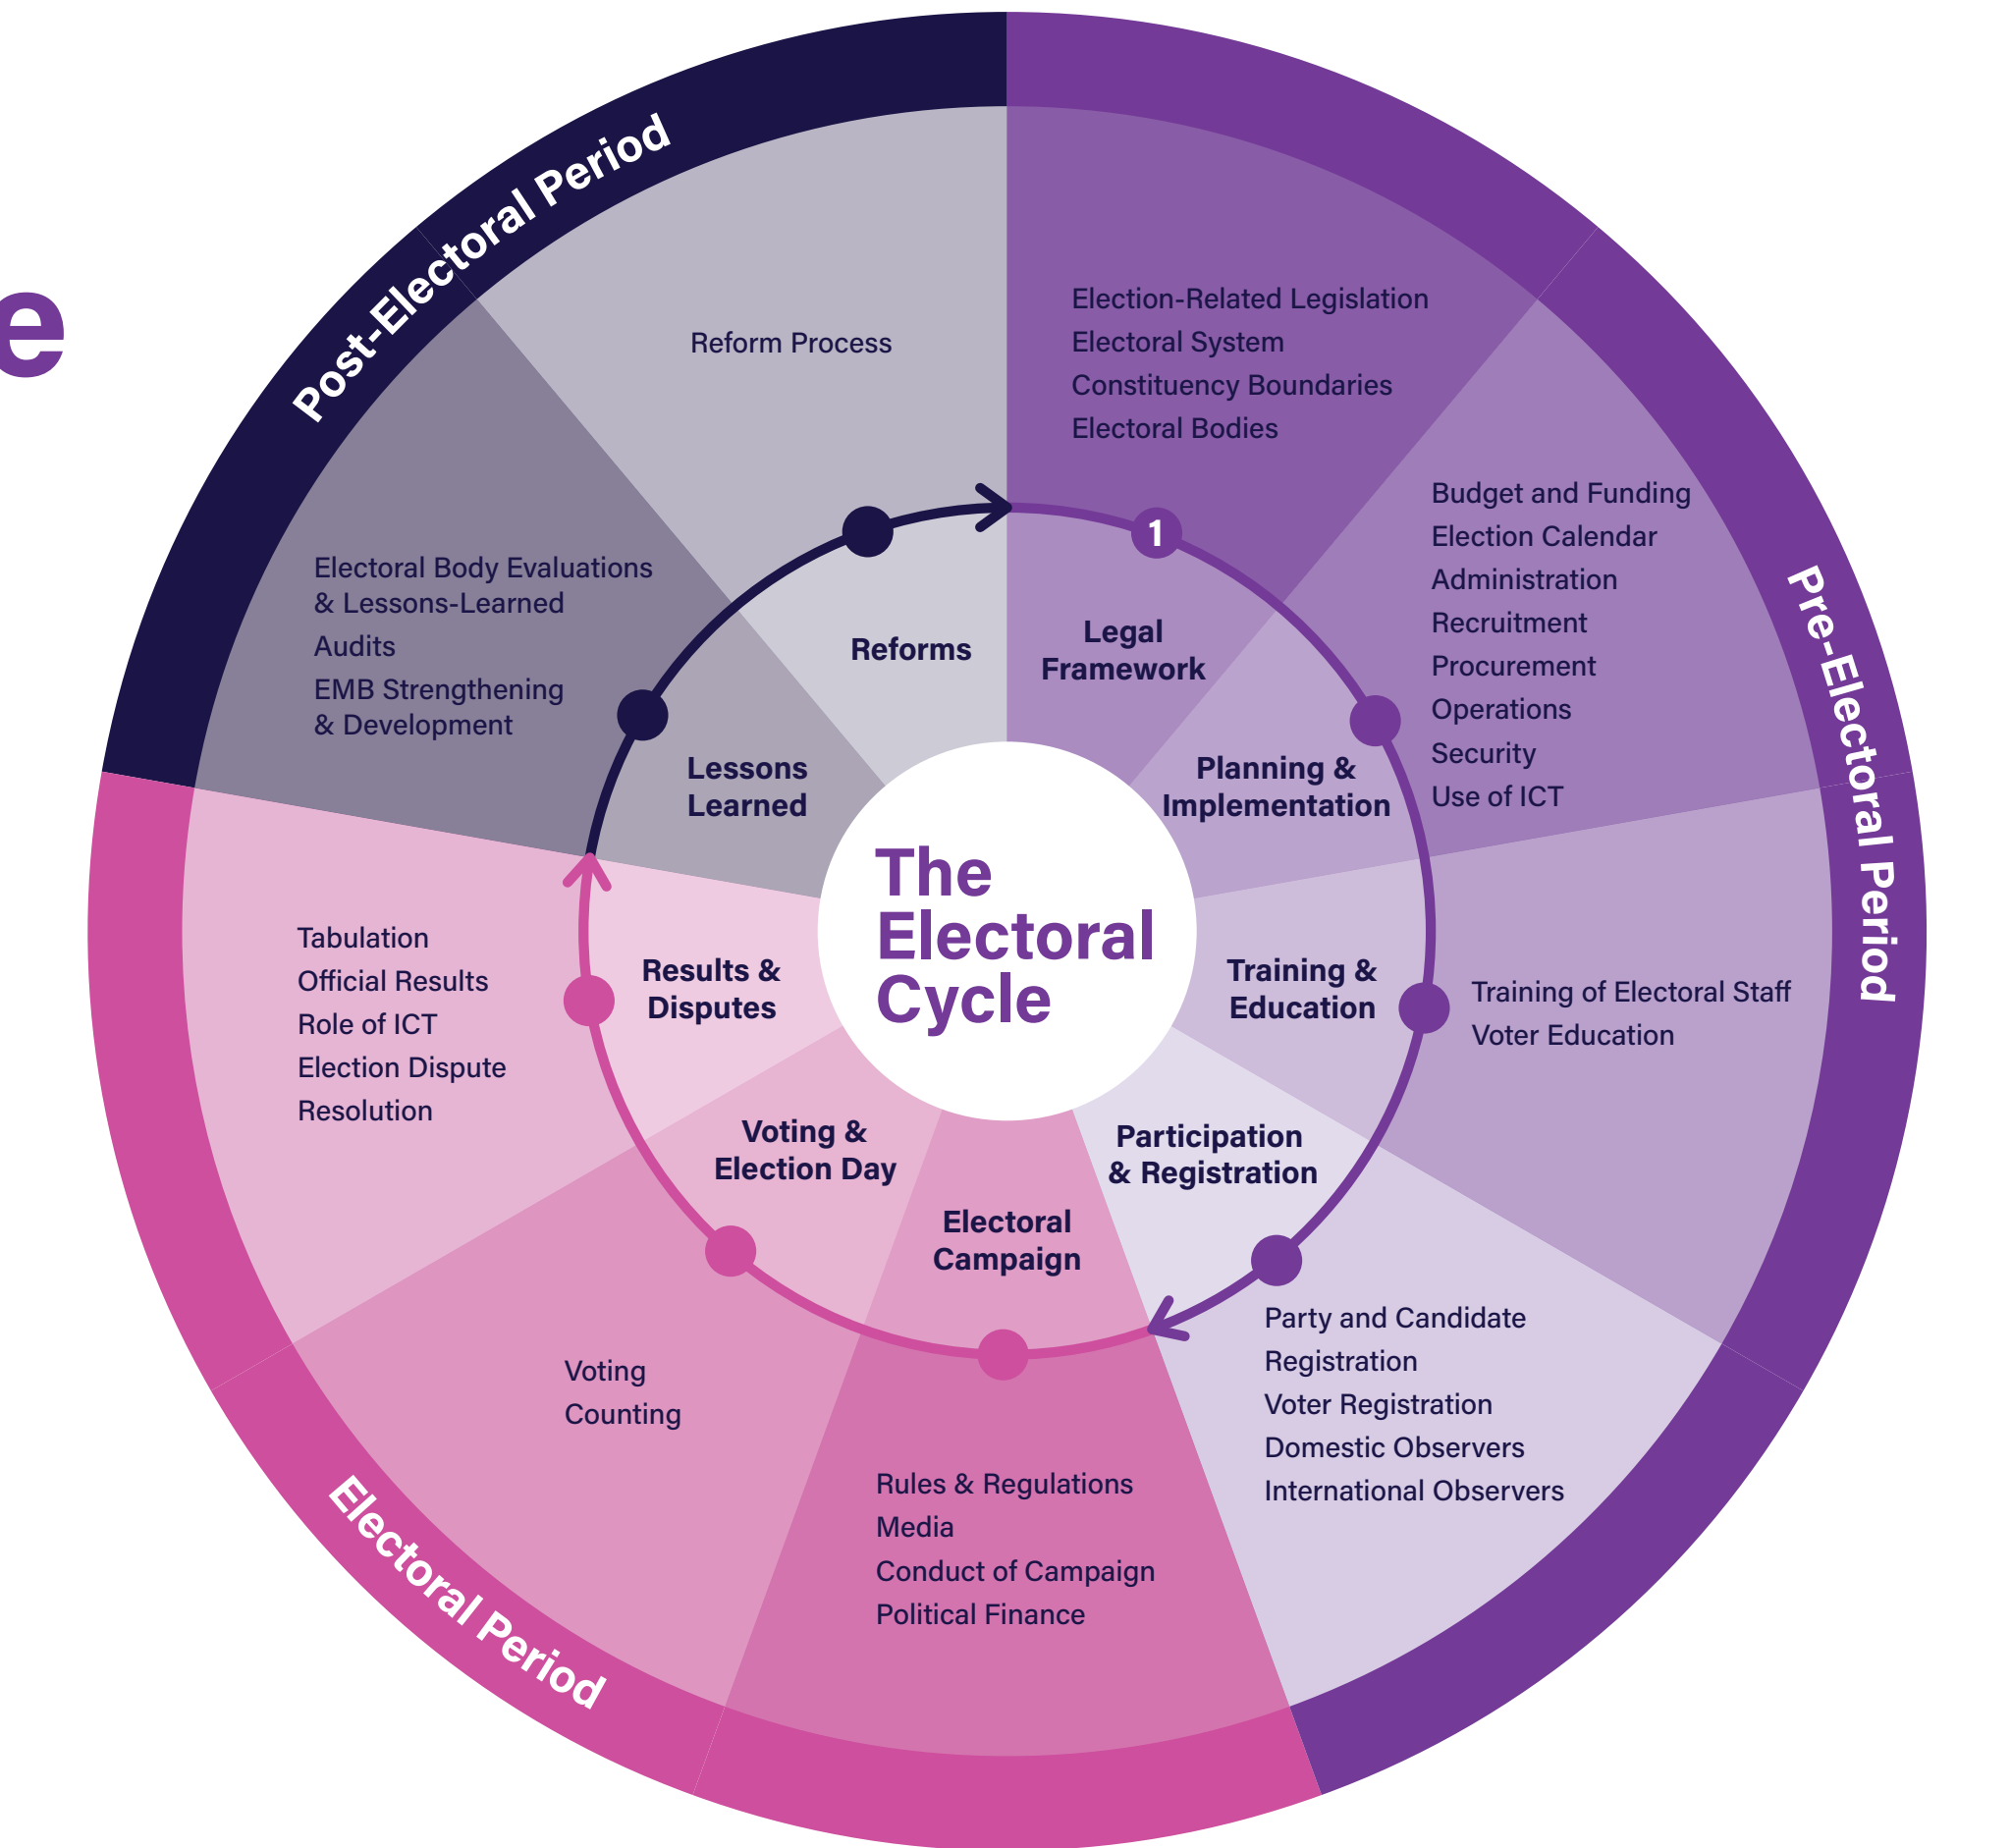 e
The
Electoral
Cycle
Pre-Electoral Period
1
Legal
Framework
Election-Related Legislation
Electoral System
Constituency Boundaries
Electoral Bodies
Planning &
Implementation
Budget and Funding
Election Calendar
Administration
Recruitment
Procurement
Operations
Security
Use of ICT
Training &
Education
Training of Electoral Staff
Voter Education
Participation
& Registration
Party and Candidate
Registration
Voter Registration
Domestic Observers
International Observers
Electoral Period
Electoral
Campaign
Rules & Regulations
Media
Conduct of Campaign
Political Finance
Voting &
Election Day
Voting
Counting
Results &
Disputes
Tabulation
Official Results
Role of ICT
Election Dispute
Resolution
Post-Electoral Period
Lessons
Learned
Electoral Body Evaluations
& Lessons-Learned
Audits
EMB Strengthening
& Development
Reforms
Reform Process